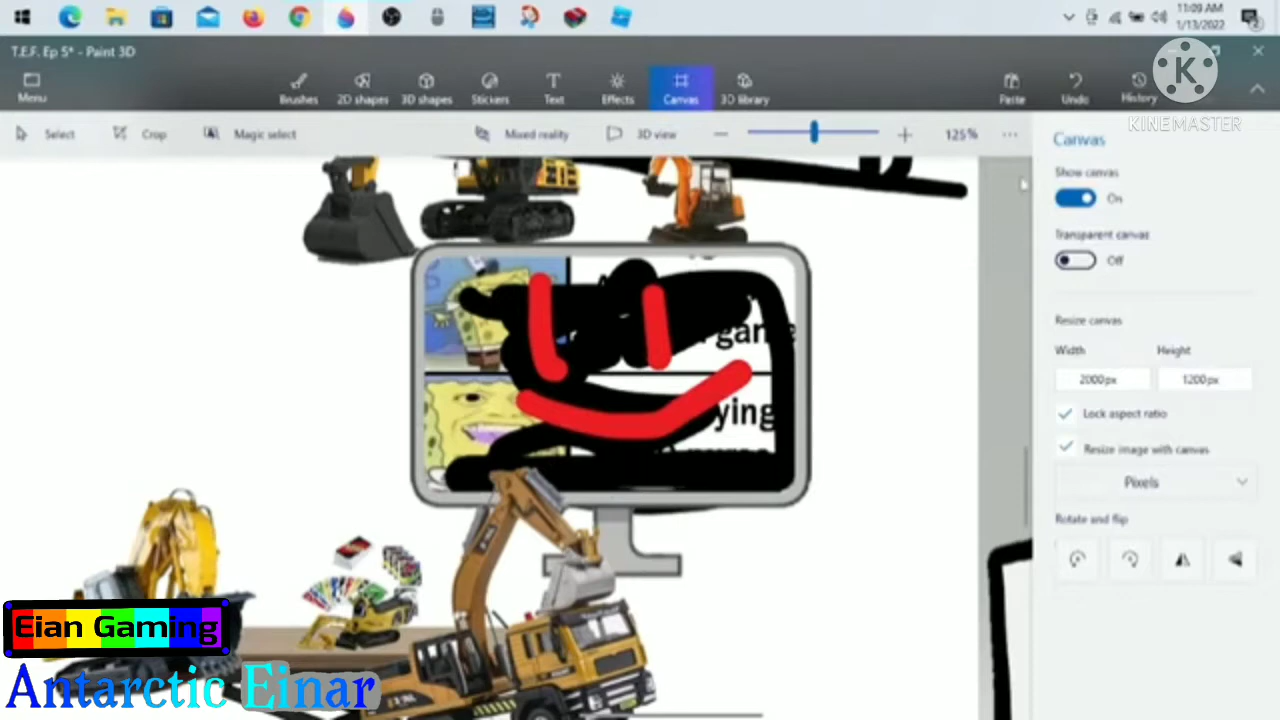 11:09 AM
1/13/2022
T.E.F. Ep 5* - Paint 3D
Menu
Brushes
2D shapes
3D shapes
Stickers
Text
Effects
Canvas
3D library
Paste
Undo
History
K
KINEMASTER
Select
Crop
Magic select
Mixed reality
3D view
125%
Canvas
Show canvas
On
Transparent canvas
Off
Resize canvas
Width
Height
2000px
1200px
Lock aspect ratio
Resize image with canvas
Pixels
Rotate and flip
game
ying
Eian Gaming
Antarctic Einar